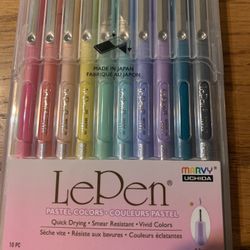 MADE IN JAPAN
FABRIQUÉ AU JAPON
LePen®
MARVY®
UCHIDA
PASTEL COLORS • COULEURS PASTEL
Quick Drying • Smear Resistant • Vivid Colors
Sèche vite • Résiste aux bavures • Couleurs éclatantes
10 PC